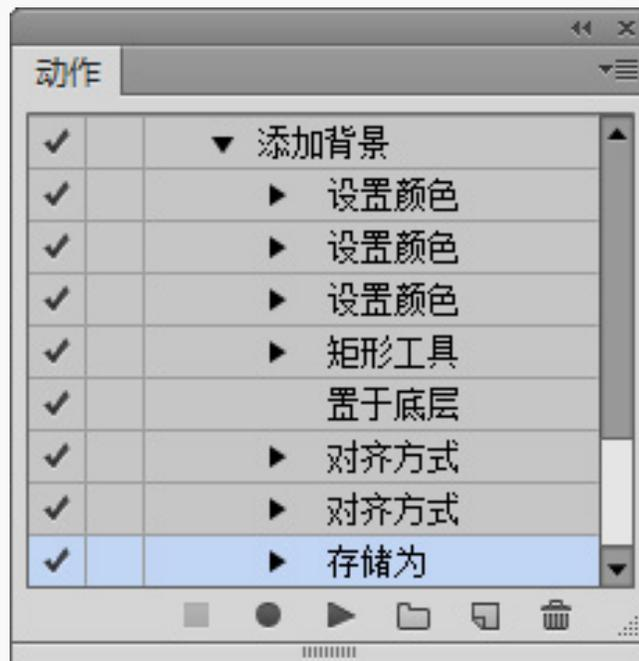 动作
添加背景
设置颜色
设置颜色
设置颜色
矩形工具
置于底层
对齐方式
对齐方式
存储为